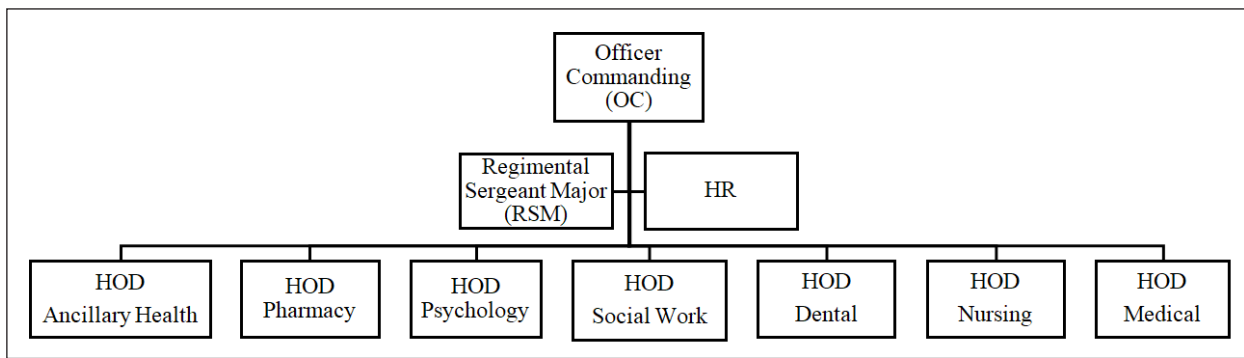 Officer
Commanding
(OC)
Regimental
Sergeant Major
(RSM)
HR
HOD
Ancillary Health
HOD
Pharmacy
HOD
Psychology
HOD
Social Work
HOD
Dental
HOD
Nursing
HOD
Medical